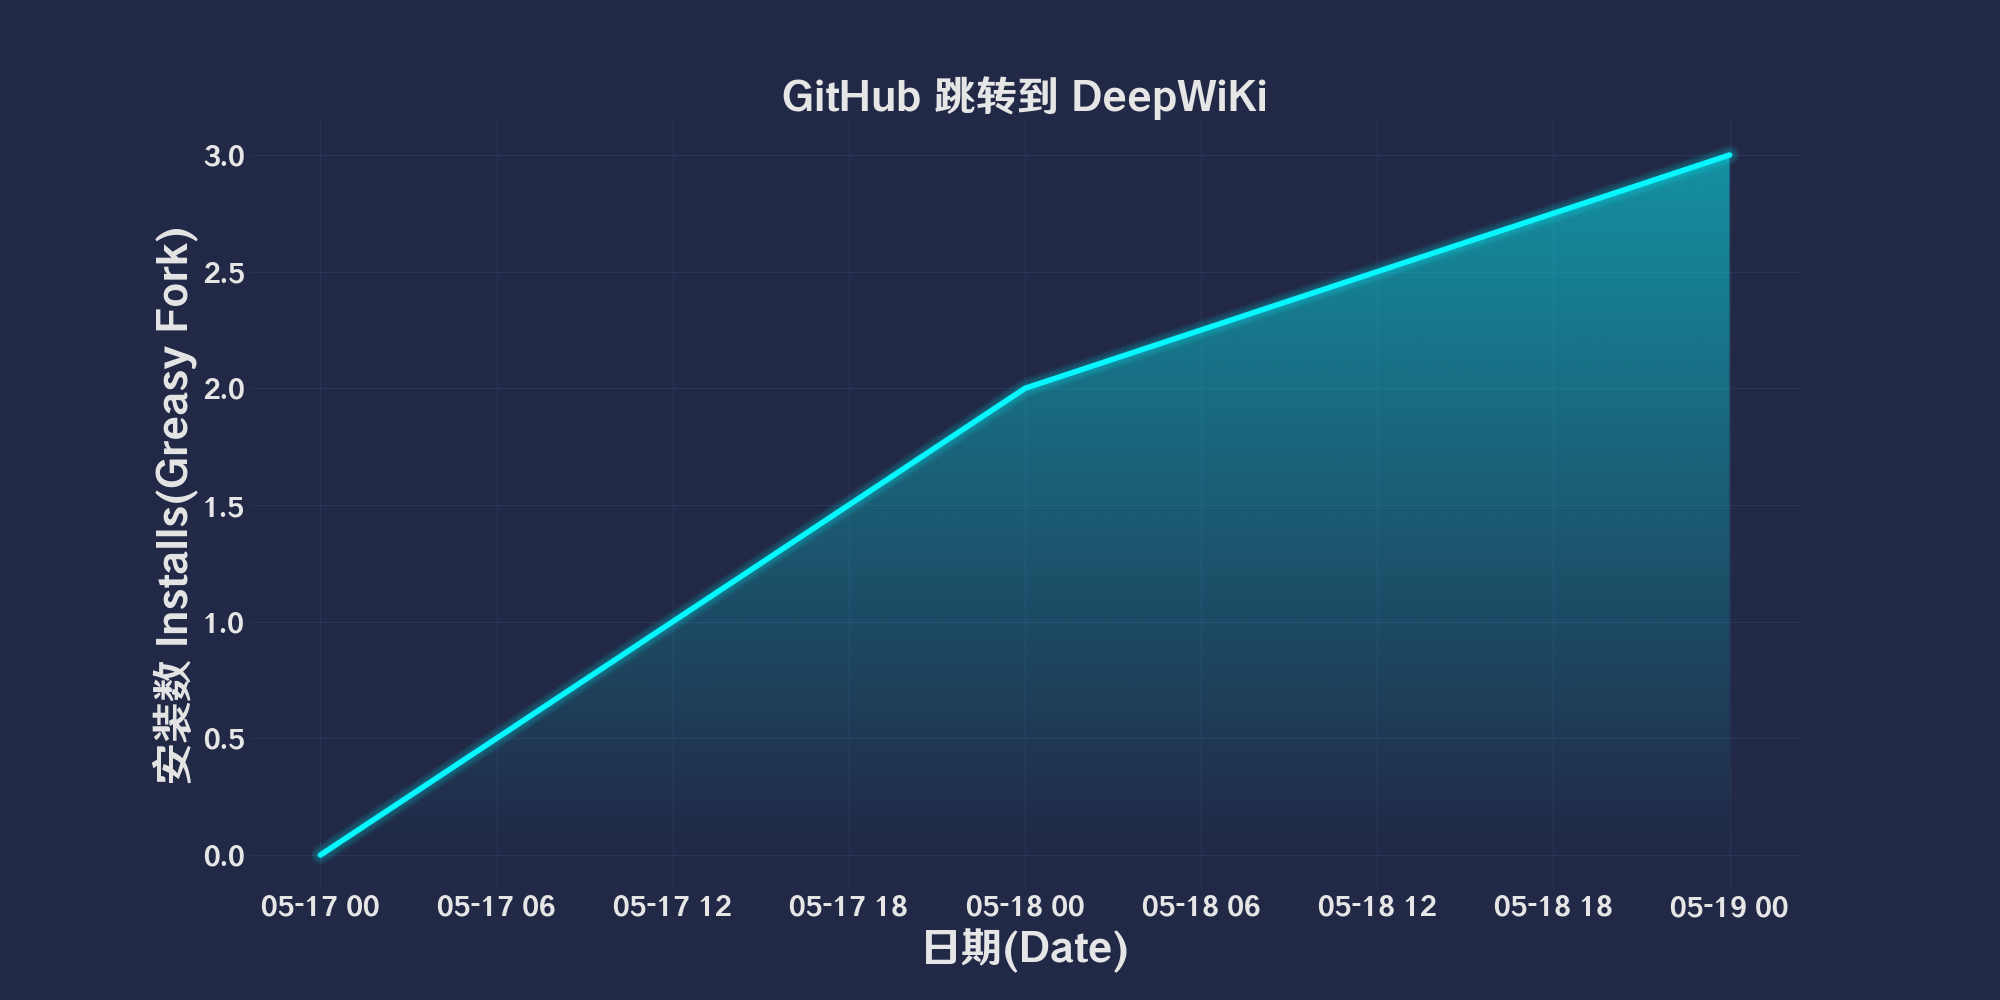 GitHub 跳转到 DeepWiKi
安装数 Installs(Greasy Fork)
3.0
2.5
2.0
1.5
1.0
0.5
0.0
05-17 00 05-17 06 05-17 12 05-17 18 05-18 00 05-18 06 05-18 12 05-18 18 05-19 00
日期(Date)